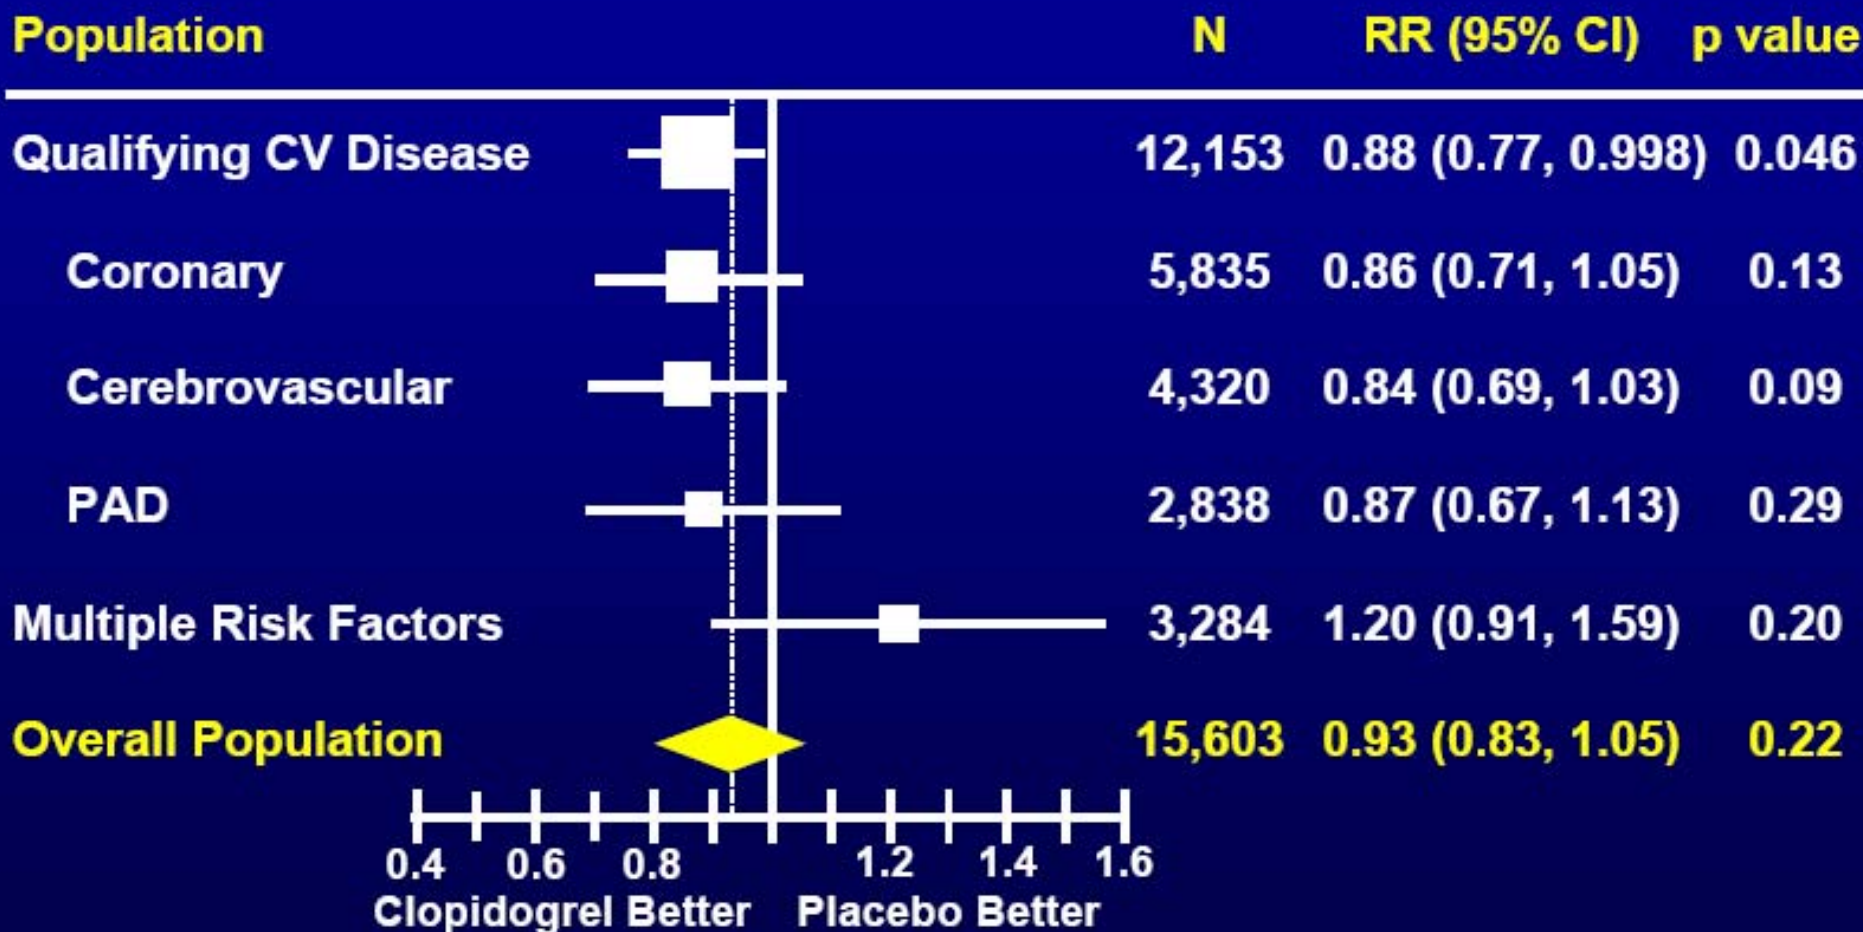 Population N RR (95% CI) p value
Qualifying CV Disease 12,153 0.88 (0.77, 0.998) 0.046
Coronary 5,835 0.86 (0.71, 1.05) 0.13
Cerebrovascular 4,320 0.84 (0.69, 1.03) 0.09
PAD 2,838 0.87 (0.67, 1.13) 0.29
Multiple Risk Factors 3,284 1.20 (0.91, 1.59) 0.20
Overall Population 15,603 0.93 (0.83, 1.05) 0.22
0.4 0.6 0.8 1.2 1.4 1.6
Clopidogrel Better Placebo Better